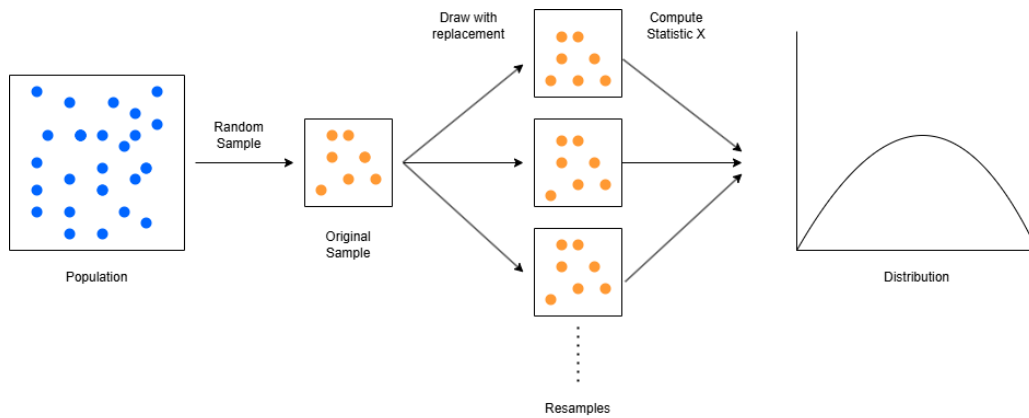 Population
Random
Sample
Original
Sample
Draw with
replacement
Resamples
Compute
Statistic X
Distribution